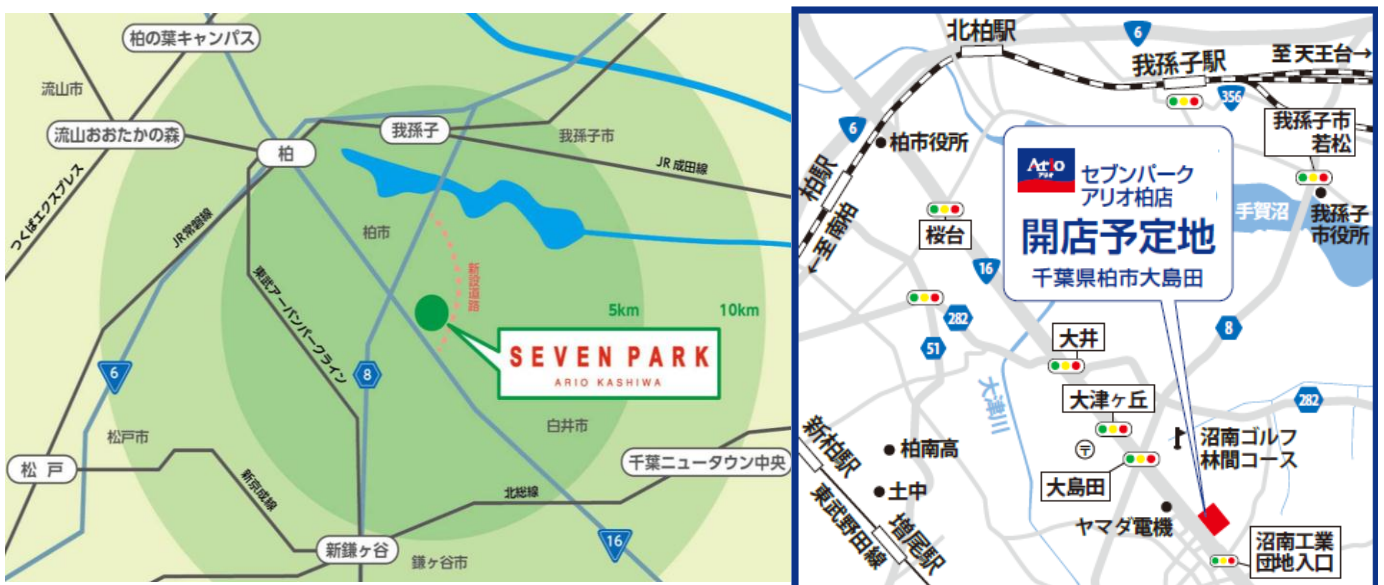 柏の葉キャンパス
流山市
流山おおたかの森
柏
我孫子
我孫子市
JR成田線
つくばエクスプレス
JR常磐線
柏市
新設道路
東武アーバンパークライン
5km
10km
SEVEN PARK
ARIO KASHIWA
6
8
松戸市
白井市
松戸
千葉ニュータウン中央
新京成線
北総線
16
新鎌ヶ谷
鎌ヶ谷市
北柏駅
6
我孫子駅
至 天王台→
356
6
柏市役所
我孫子市
若松
柏駅
←至 南柏
Ario
アリオ
セブンパーク
アリオ柏店
開店予定地
千葉県柏市大島田
手賀沼
我孫子
市役所
桜台
16
282
51
8
大井
大津川
大津ヶ丘
282
新柏駅
柏南高
〒
沼南ゴルフ
林間コース
土中
大島田
東武野田線
増尾駅
ヤマダ電機
沼南工業
団地入口